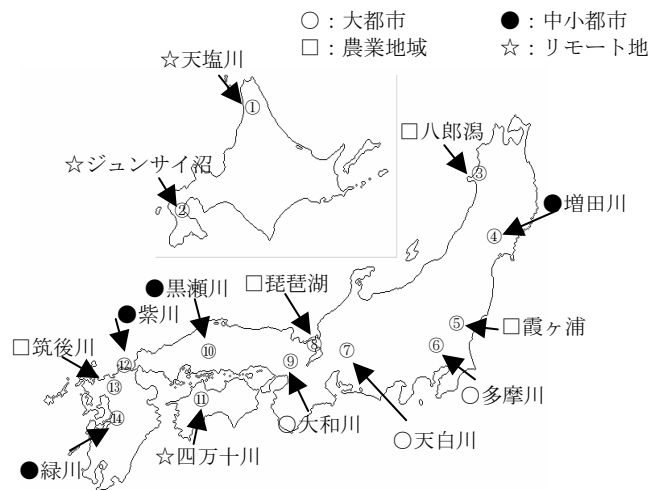 ○：大都市 ●：中小都市
□：農業地域 ☆：リモート地
☆天塩川
①
□八郎潟
③
☆ジュンサイ沼
②
●増田川
④
●黒瀬川
□琵琶湖
●紫川
⑤
□霞ヶ浦
□筑後川
⑩
⑧
⑦
⑥
⑫
⑨
⑬
○多摩川
⑪
⑭
○大和川
○天白川
☆四万十川
●緑川